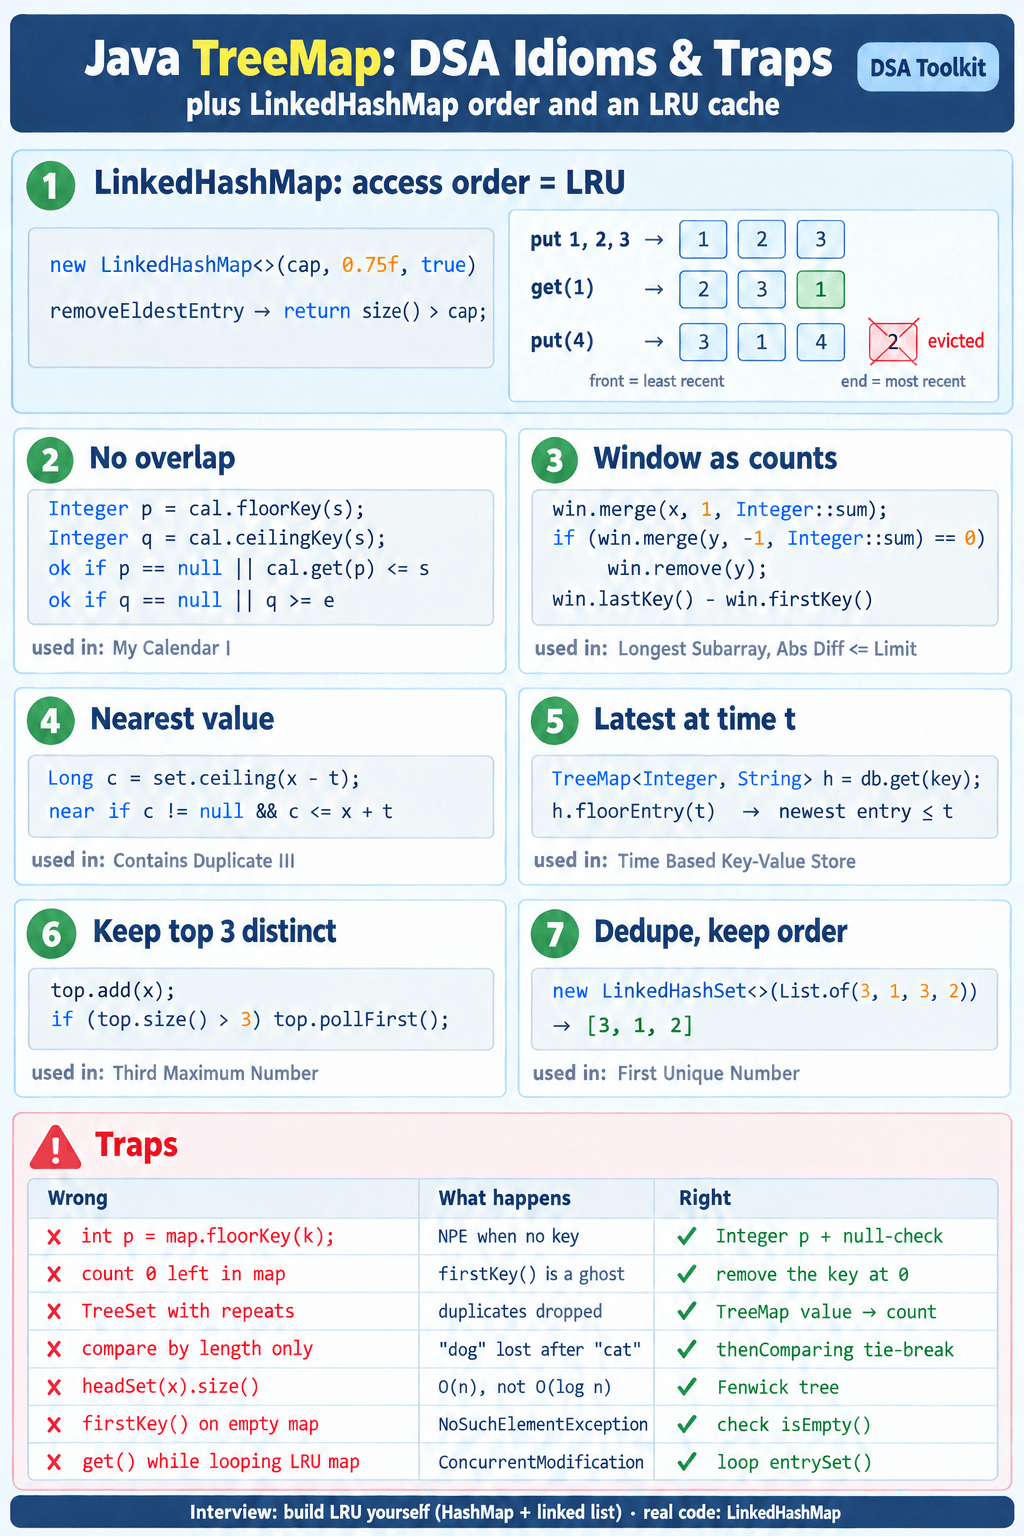 Java TreeMap: DSA Idioms & Traps
plus LinkedHashMap order and an LRU cache
DSA Toolkit
1 LinkedHashMap: access order = LRU
new LinkedHashMap<>(cap, 0.75f, true)
removeEldestEntry → return size() > cap;
put 1, 2, 3 → 1 2 3
get(1) → 2 3 1
put(4) → 3 1 4 2 evicted
front = least recent end = most recent
2 No overlap
Integer p = cal.floorKey(s);
Integer q = cal.ceilingKey(s);
ok if p == null || cal.get(p) <= s
ok if q == null || q >= e
used in: My Calendar I
3 Window as counts
win.merge(x, 1, Integer::sum);
if (win.merge(y, -1, Integer::sum) == 0)
win.remove(y);
win.lastKey() - win.firstKey()
used in: Longest Subarray, Abs Diff <= Limit
4 Nearest value
Long c = set.ceiling(x - t);
near if c != null && c <= x + t
used in: Contains Duplicate III
5 Latest at time t
TreeMap<Integer, String> h = db.get(key);
h.floorEntry(t) → newest entry ≤ t
used in: Time Based Key-Value Store
6 Keep top 3 distinct
top.add(x);
if (top.size() > 3) top.pollFirst();
used in: Third Maximum Number
7 Dedupe, keep order
new LinkedHashSet<>(List.of(3, 1, 3, 2))
→ [3, 1, 2]
used in: First Unique Number
! Traps
Wrong What happens Right
✗ int p = map.floorKey(k); NPE when no key ✓ Integer p + null-check
✗ count 0 left in map firstKey() is a ghost ✓ remove the key at 0
✗ TreeSet with repeats duplicates dropped ✓ TreeMap value → count
✗ compare by length only "dog" lost after "cat" ✓ thenComparing tie-break
✗ headSet(x).size() O(n), not O(log n) ✓ Fenwick tree
✗ firstKey() on empty map NoSuchElementException ✓ check isEmpty()
✗ get() while looping LRU map ConcurrentModification ✓ loop entrySet()
Interview: build LRU yourself (HashMap + linked list) · real code: LinkedHashMap